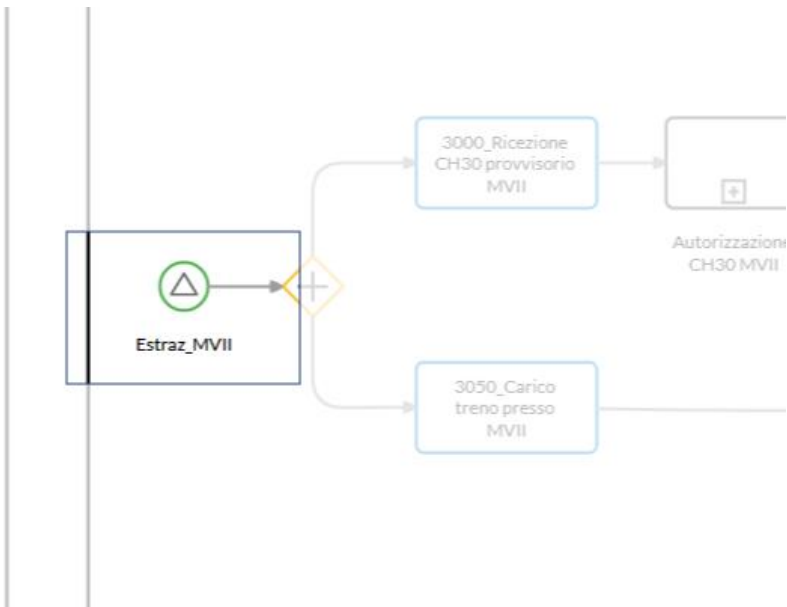 3000_Ricezione
CH30 provvisorio
MVII
Autorizzazione
CH30 MVII
Estraz_MVII
3050_Carico
treno presso
MVII